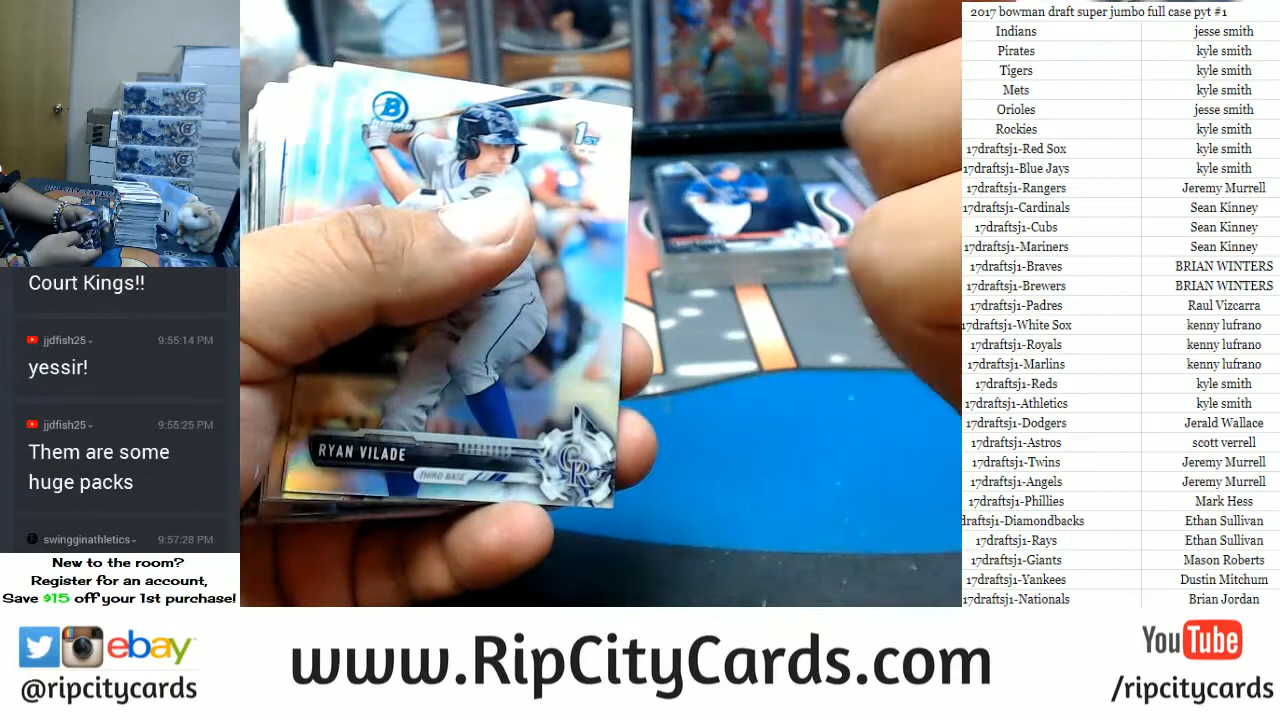 Court Kings!!
jjdfish25
9:55:14 PM
yessir!
jjdfish25
9:55:25 PM
Them are some
huge packs
swingginathletics
9:57:28 PM
New to the room?
Register for an account,
Save $15 off your 1st purchase!
B
chrome
1ST
RYAN VILADE
THIRD BASE
CR
2017 bowman draft super jumbo full case pyt #1
Indians jesse smith
Pirates kyle smith
Tigers kyle smith
Mets kyle smith
Orioles jesse smith
Rockies kyle smith
17draftsj1-Red Sox kyle smith
17draftsj1-Blue Jays kyle smith
17draftsj1-Rangers Jeremy Murrell
17draftsj1-Cardinals Sean Kinney
17draftsj1-Cubs Sean Kinney
17draftsj1-Mariners Sean Kinney
17draftsj1-Braves BRIAN WINTERS
17draftsj1-Brewers BRIAN WINTERS
17draftsj1-Padres Raul Vizcarra
17draftsj1-White Sox kenny lufrano
17draftsj1-Royals kenny lufrano
17draftsj1-Marlins kenny lufrano
17draftsj1-Reds kyle smith
17draftsj1-Athletics kyle smith
17draftsj1-Dodgers Jerald Wallace
17draftsj1-Astros scott verrell
17draftsj1-Twins Jeremy Murrell
17draftsj1-Angels Jeremy Murrell
17draftsj1-Phillies Mark Hess
draftsj1-Diamondbacks Ethan Sullivan
17draftsj1-Rays Ethan Sullivan
17draftsj1-Giants Mason Roberts
17draftsj1-Yankees Dustin Mitchum
17draftsj1-Nationals Brian Jordan
ebay
@ripcitycards
www.RipCityCards.com
YouTube
/ripcitycards